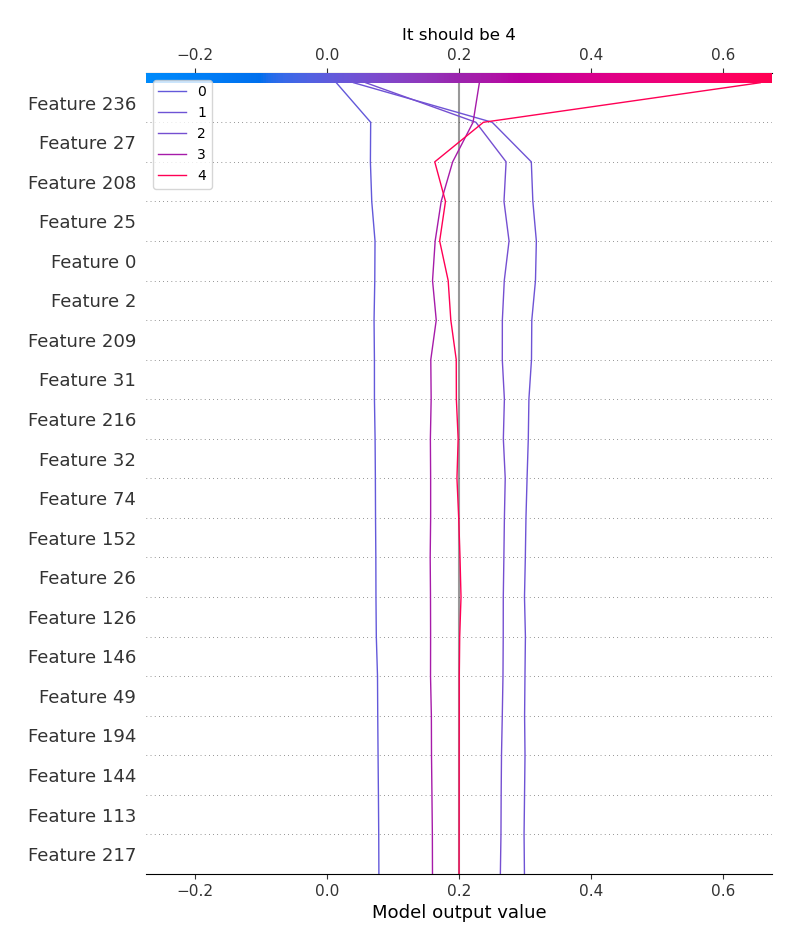 It should be 4
−0.2 0.0 0.2 0.4 0.6
0
1
2
3
4
Feature 236
Feature 27
Feature 208
Feature 25
Feature 0
Feature 2
Feature 209
Feature 31
Feature 216
Feature 32
Feature 74
Feature 152
Feature 26
Feature 126
Feature 146
Feature 49
Feature 194
Feature 144
Feature 113
Feature 217
−0.2 0.0 0.2 0.4 0.6
Model output value